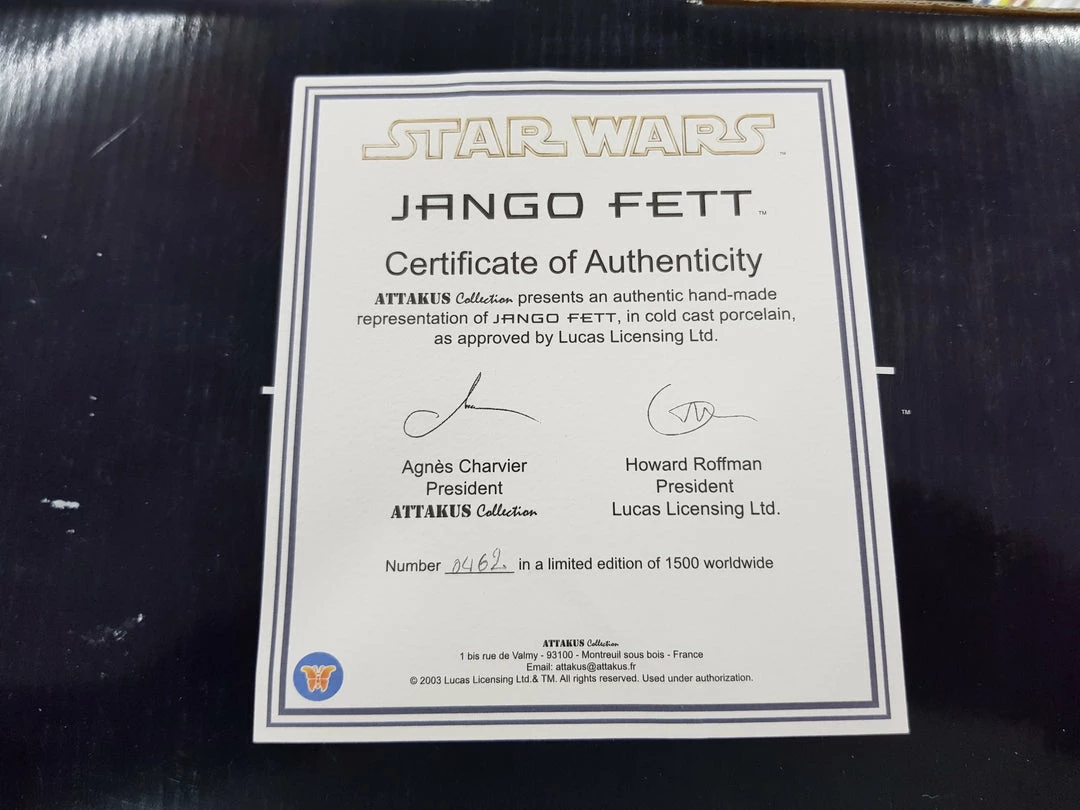 STAR WARS ™
JANGO FETT ™
Certificate of Authenticity
ATTAKUS Collection presents an authentic hand-made
representation of JANGO FETT, in cold cast porcelain,
as approved by Lucas Licensing Ltd.
Agnès Charvier
President
ATTAKUS Collection
Howard Roffman
President
Lucas Licensing Ltd.
Number 0462. in a limited edition of 1500 worldwide
ATTAKUS Collection
1 bis rue de Valmy - 93100 - Montreuil sous bois - France
Email: attakus@attakus.fr
© 2003 Lucas Licensing Ltd.& TM. All rights reserved. Used under authorization.
TM